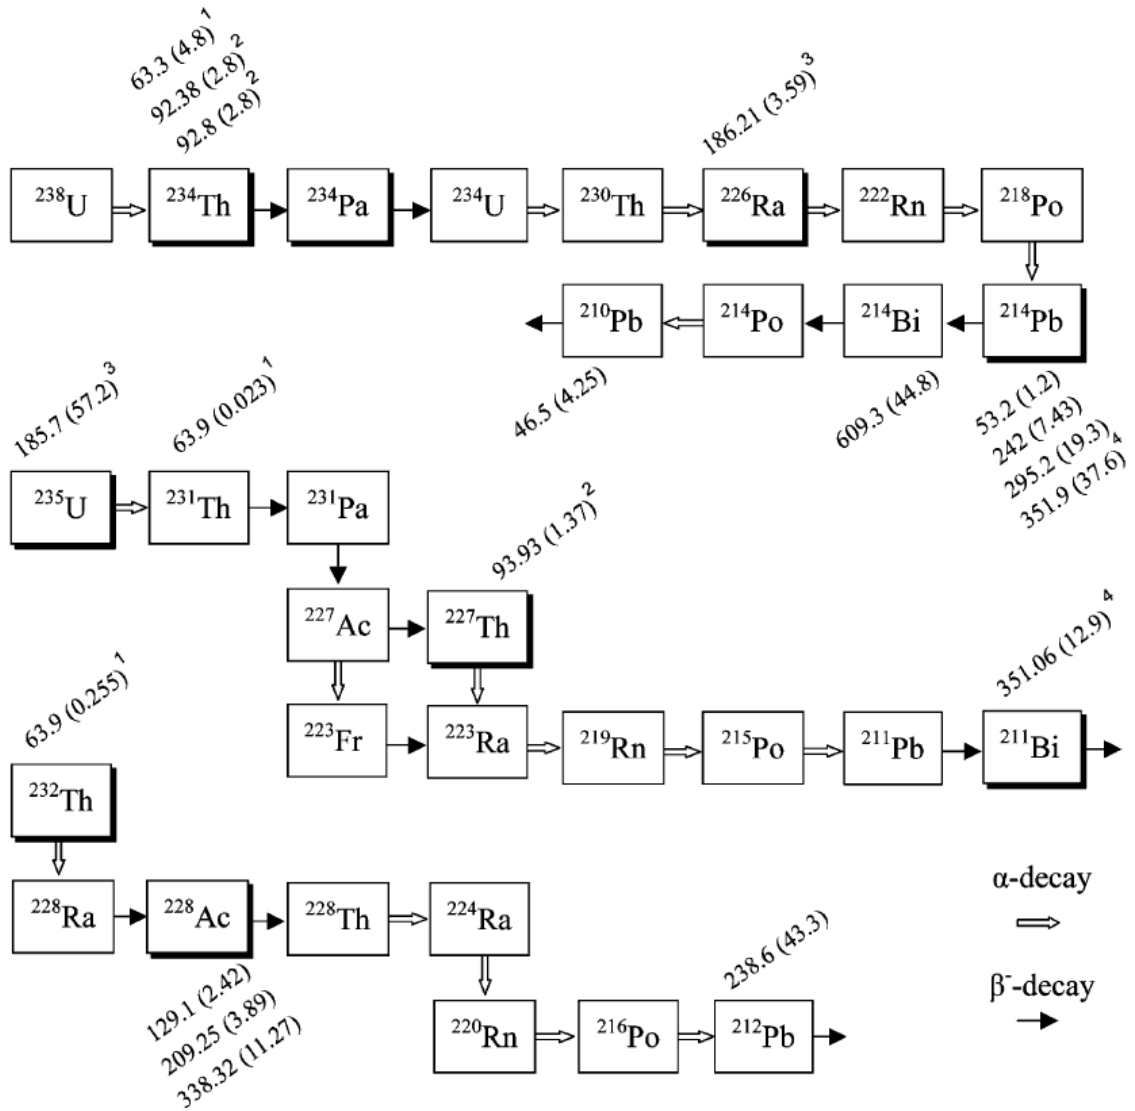 63.3 (4.8)¹
92.38 (2.8)²
92.8 (2.8)²
186.21 (3.59)³
²³⁸U
²³⁴Th
²³⁴Pa
²³⁴U
²³⁰Th
²²⁶Ra
²²²Rn
²¹⁸Po
²¹⁰Pb
²¹⁴Po
²¹⁴Bi
²¹⁴Pb
46.5 (4.25)
609.3 (44.8)
53.2 (1.2)
242 (7.43)
295.2 (19.3)
351.9 (37.6)⁴
185.7 (57.2)³
63.9 (0.023)¹
²³⁵U
²³¹Th
²³¹Pa
93.93 (1.37)²
²²⁷Ac
²²⁷Th
351.06 (12.9)⁴
²²³Fr
²²³Ra
²¹⁹Rn
²¹⁵Po
²¹¹Pb
²¹¹Bi
63.9 (0.255)¹
²³²Th
²²⁸Ra
²²⁸Ac
²²⁸Th
²²⁴Ra
129.1 (2.42)
209.25 (3.89)
338.32 (11.27)
238.6 (43.3)
²²⁰Rn
²¹⁶Po
²¹²Pb
α-decay
β⁻-decay